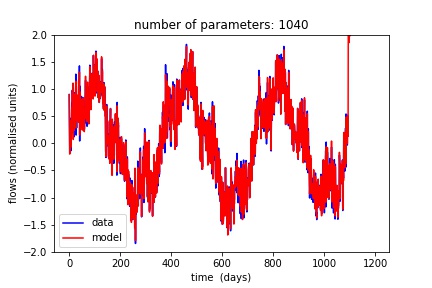 number of parameters: 1040
2.0
1.5
1.0
0.5
0.0
−0.5
−1.0
−1.5
−2.0
flows (normalised units)
data
model
0 200 400 600 800 1000 1200
time (days)